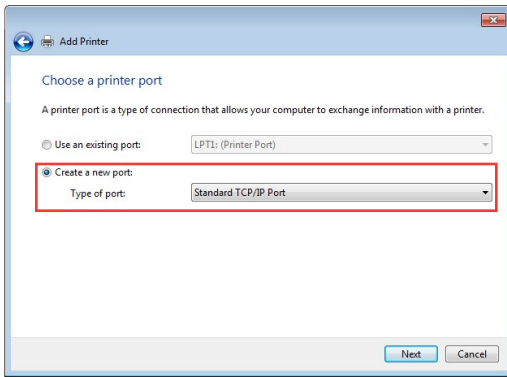 Add Printer
Choose a printer port
A printer port is a type of connection that allows your computer to exchange information with a printer.
Use an existing port: LPT1: (Printer Port)
Create a new port:
Type of port: Standard TCP/IP Port
Next Cancel